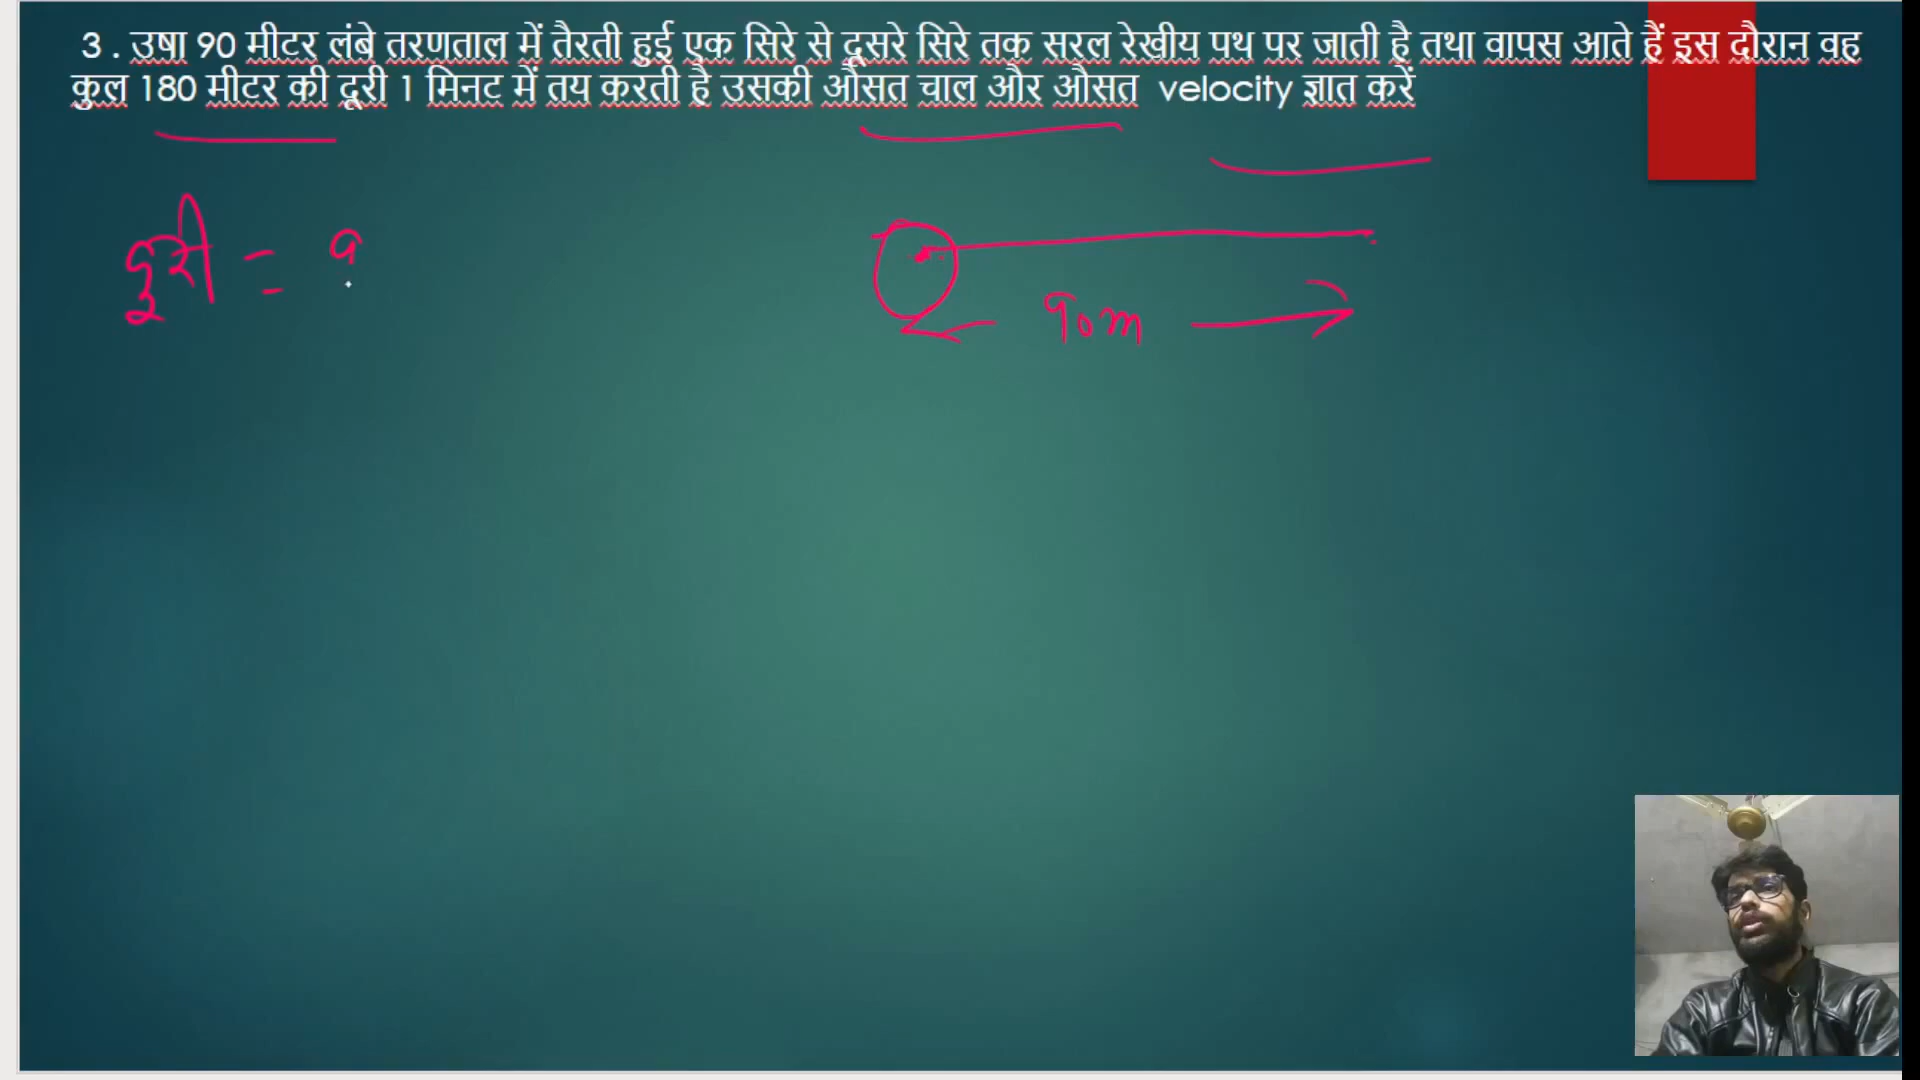 3 . उषा 90 मीटर लंबे तरणताल में तैरती हुई एक सिरे से दूसरे सिरे तक सरल रेखीय पथ पर जाती है तथा वापस आते हैं इस दौरान वह
कुल 180 मीटर की दूरी 1 मिनट में तय करती है उसकी औसत चाल और औसत velocity ज्ञात करें
दूरी = 9
90m